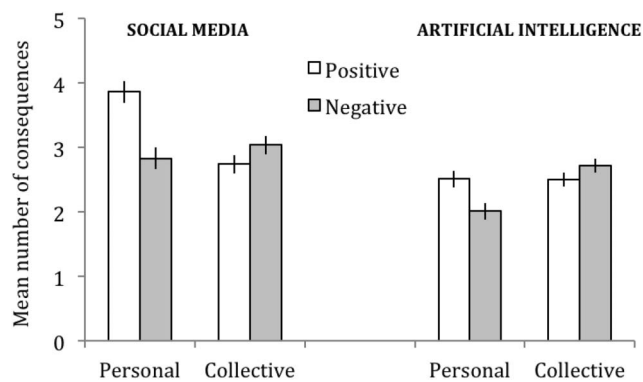 SOCIAL MEDIA
ARTIFICIAL INTELLIGENCE
Positive
Negative
Mean number of consequences
5
4
3
2
1
0
Personal Collective Personal Collective